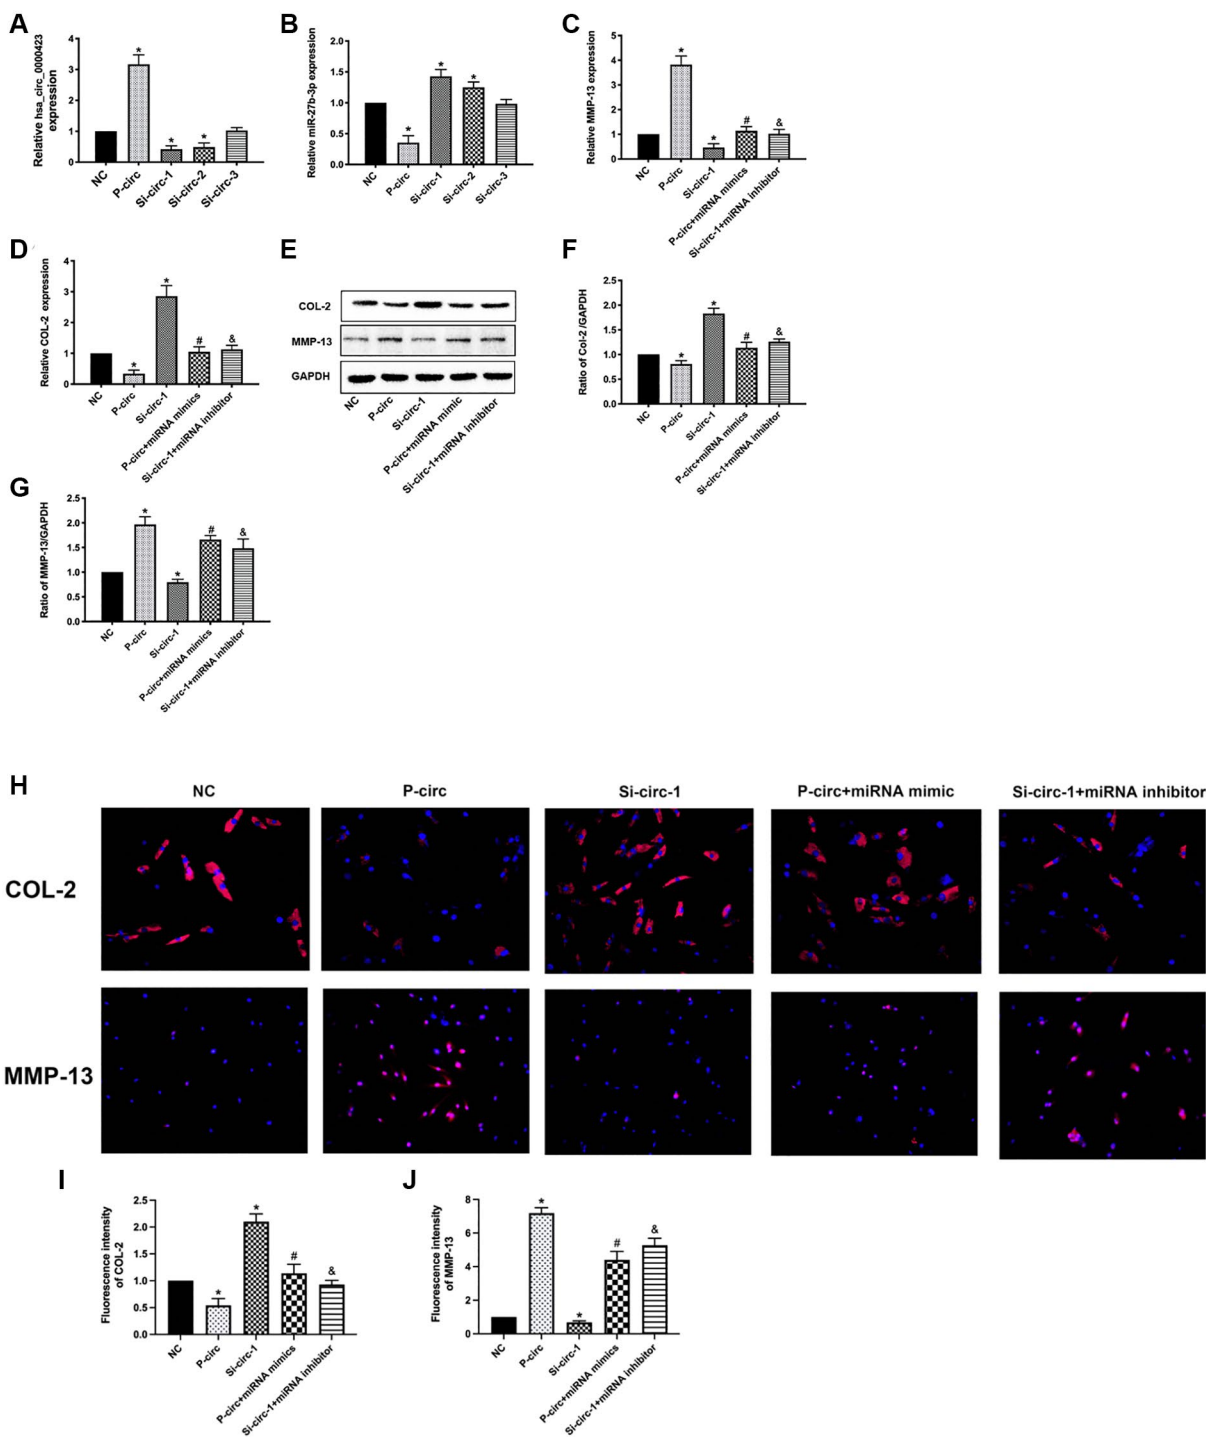 A
Relative hsa_circ_0000423
expression
4
3
2
1
0
*
*
*
NC
P-circ
Si-circ-1
Si-circ-2
Si-circ-3
B
Relative miR-27b-3p expression
2.0
1.5
1.0
0.5
0.0
*
*
*
NC
P-circ
Si-circ-1
Si-circ-2
Si-circ-3
C
Relative MMP-13 expression
5
4
3
2
1
0
*
*
#
&
NC
P-circ
Si-circ-1
P-circ+miRNA mimics
Si-circ-1+miRNA inhibitor
D
Relative COL-2 expression
4
3
2
1
0
*
*
#
&
NC
P-circ
Si-circ-1
P-circ+miRNA mimics
Si-circ-1+miRNA inhibitor
E
COL-2
MMP-13
GAPDH
NC
P-circ
Si-circ-1
P-circ+miRNA mimic
Si-circ-1+miRNA inhibitor
F
Ratio of Col-2 /GAPDH
2.5
2.0
1.5
1.0
0.5
0.0
*
*
#
&
NC
P-circ
Si-circ-1
P-circ+miRNA mimics
Si-circ-1+miRNA inhibitor
G
Ratio of MMP-13/GAPDH
2.5
2.0
1.5
1.0
0.5
0.0
*
*
#
&
NC
P-circ
Si-circ-1
P-circ+miRNA mimics
Si-circ-1+miRNA inhibitor
H
NC
P-circ
Si-circ-1
P-circ+miRNA mimic
Si-circ-1+miRNA inhibitor
COL-2
MMP-13
I
Fluorescence intensity
of COL-2
2.5
2.0
1.5
1.0
0.5
0.0
*
*
#
&
NC
P-circ
Si-circ-1
P-circ+miRNA mimics
Si-circ-1+miRNA inhibitor
J
Fluorescence intensity
of MMP-13
8
6
4
2
0
*
*
#
&
NC
P-circ
Si-circ-1
P-circ+miRNA mimics
Si-circ-1+miRNA inhibitor